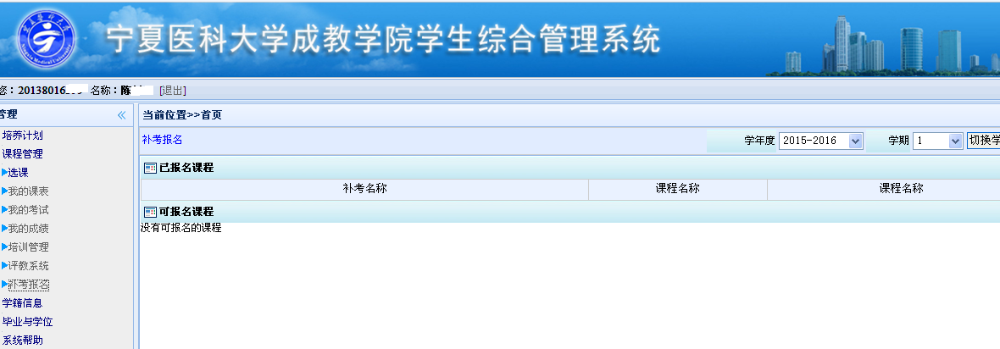 宁夏医科大学成教学院学生综合管理系统
Ningxia Medical University
您：20138016 名称：陈 [退出]
管理 «
当前位置>>首页
培养计划
课程管理
选课
我的课表
我的考试
我的成绩
培训管理
评教系统
补考报名
学籍信息
毕业与学位
系统帮助
补考报名 学年度 2015-2016 学期 1 切换学
已报名课程
补考名称 课程名称 课程名称
可报名课程
没有可报名的课程